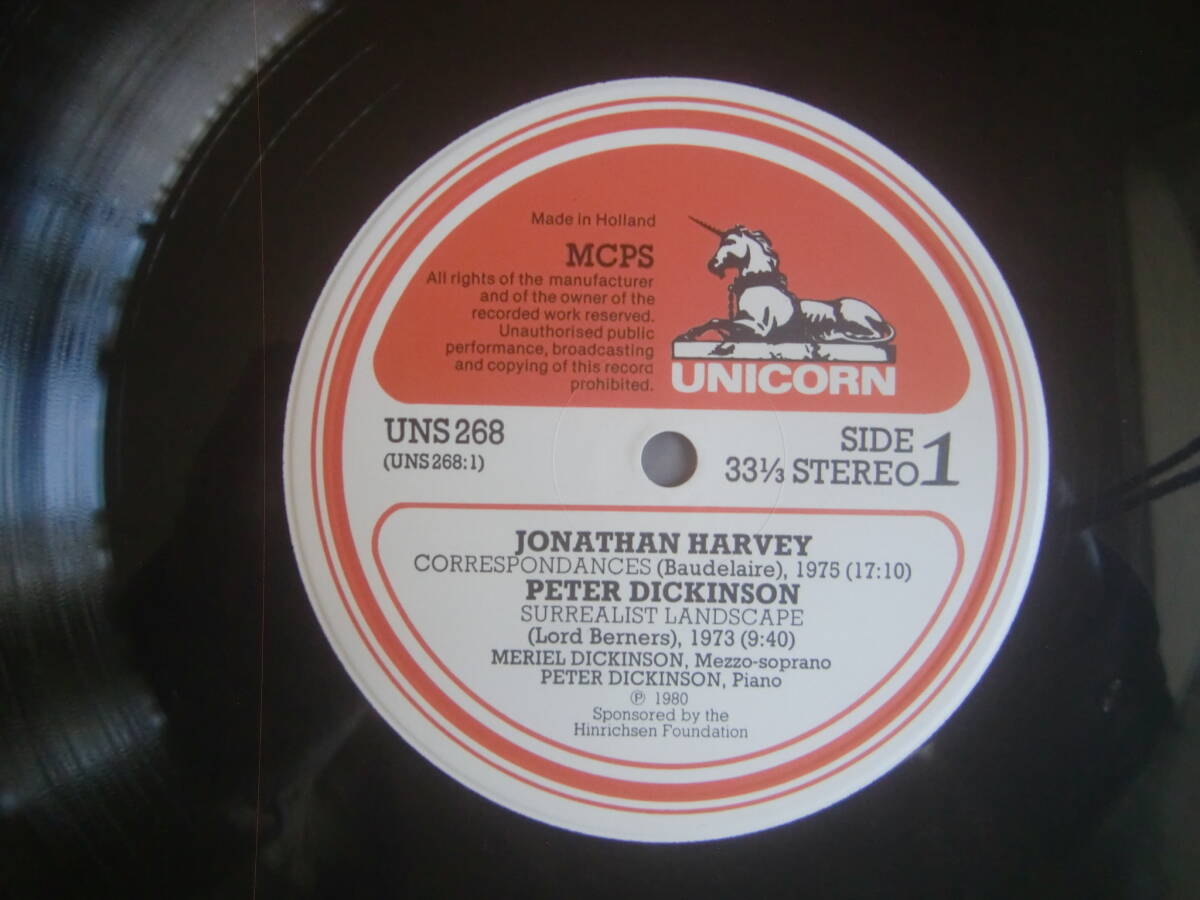 Made in Holland
MCPS
All rights of the manufacturer
and of the owner of the
recorded work reserved.
Unauthorised public
performance, broadcasting
and copying of this record
prohibited.
UNICORN
UNS 268
(UNS 268:1)
SIDE 1
33⅓ STEREO
JONATHAN HARVEY
CORRESPONDANCES (Baudelaire), 1975 (17:10)
PETER DICKINSON
SURREALIST LANDSCAPE
(Lord Berners), 1973 (9:40)
MERIEL DICKINSON, Mezzo-soprano
PETER DICKINSON, Piano
℗ 1980
Sponsored by the
Hinrichsen Foundation